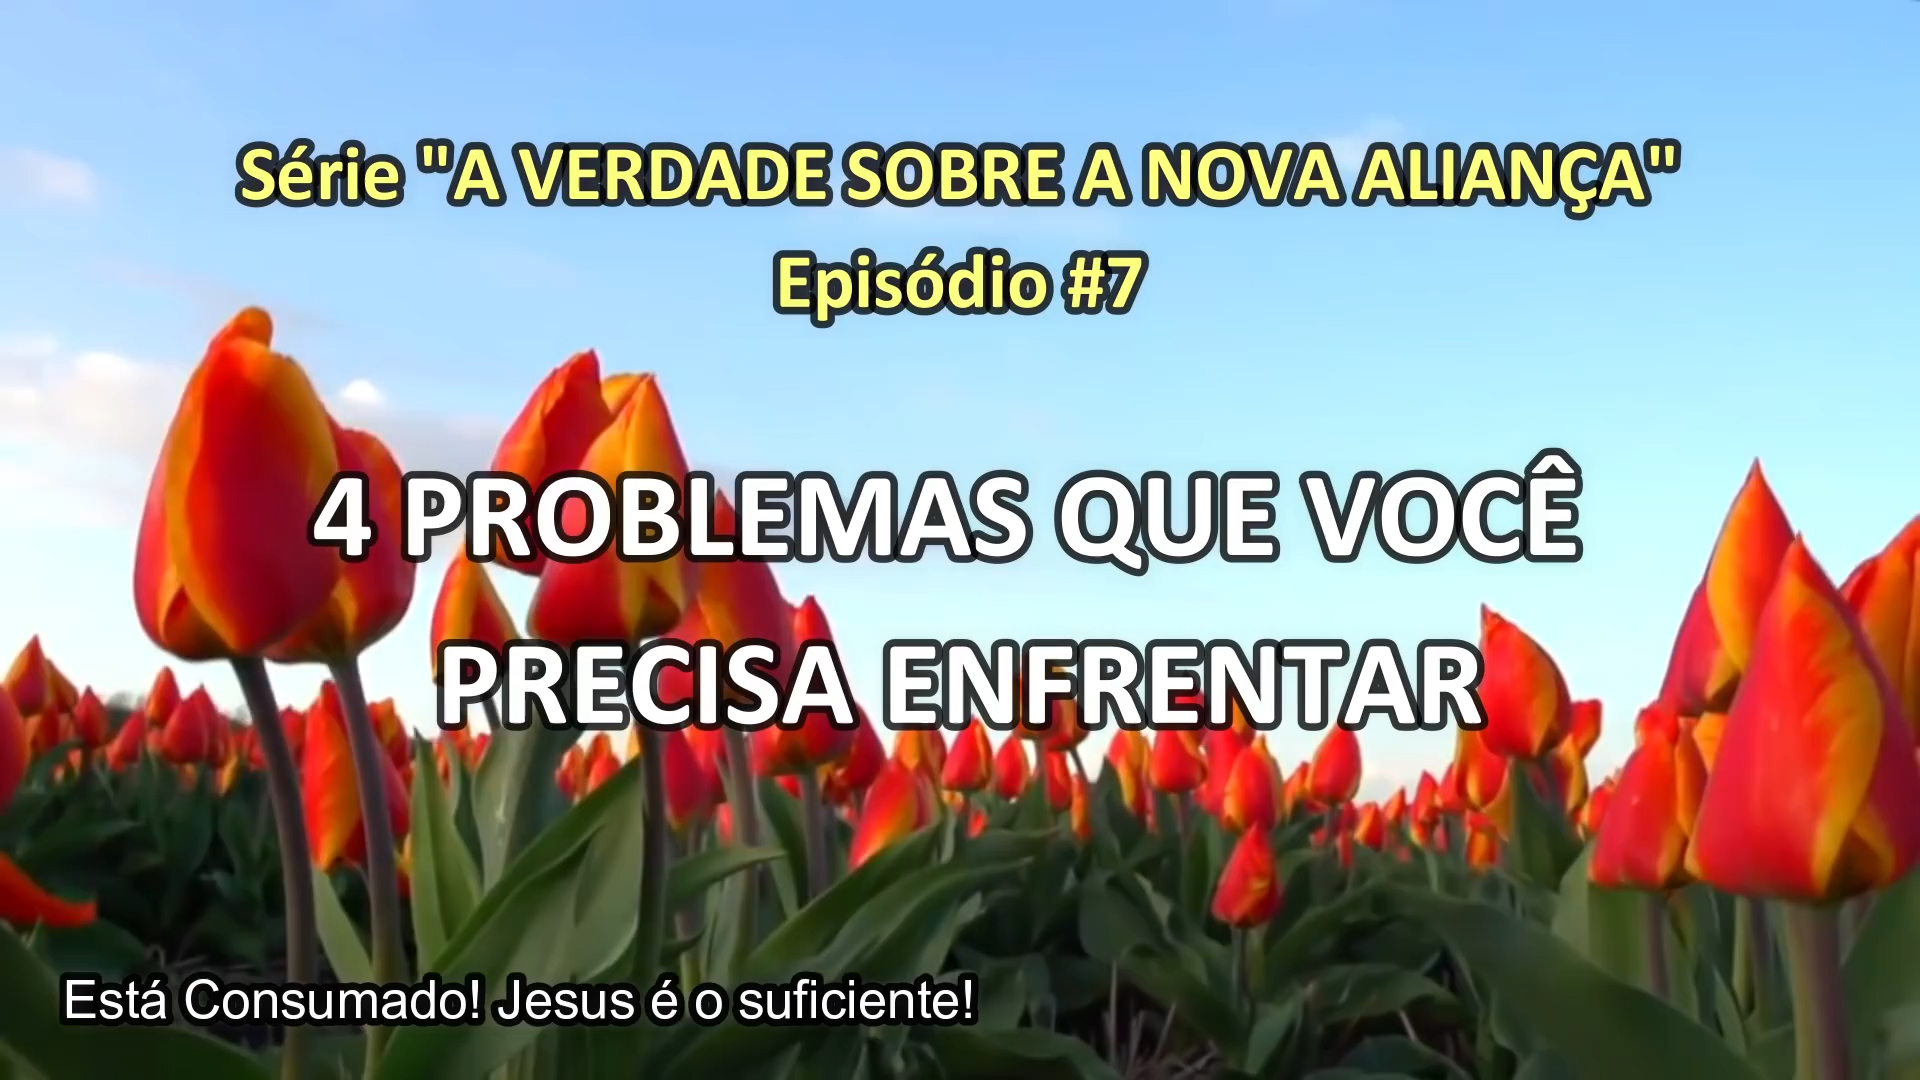 Série "A VERDADE SOBRE A NOVA ALIANÇA"
Episódio #7
4 PROBLEMAS QUE VOCÊ
PRECISA ENFRENTAR
Está Consumado! Jesus é o suficiente!